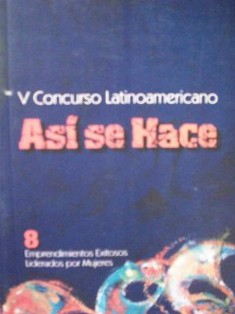 V Concurso Latinoamericano
Así se Hace
8
Emprendimientos Exitosos
Liderados por Mujeres